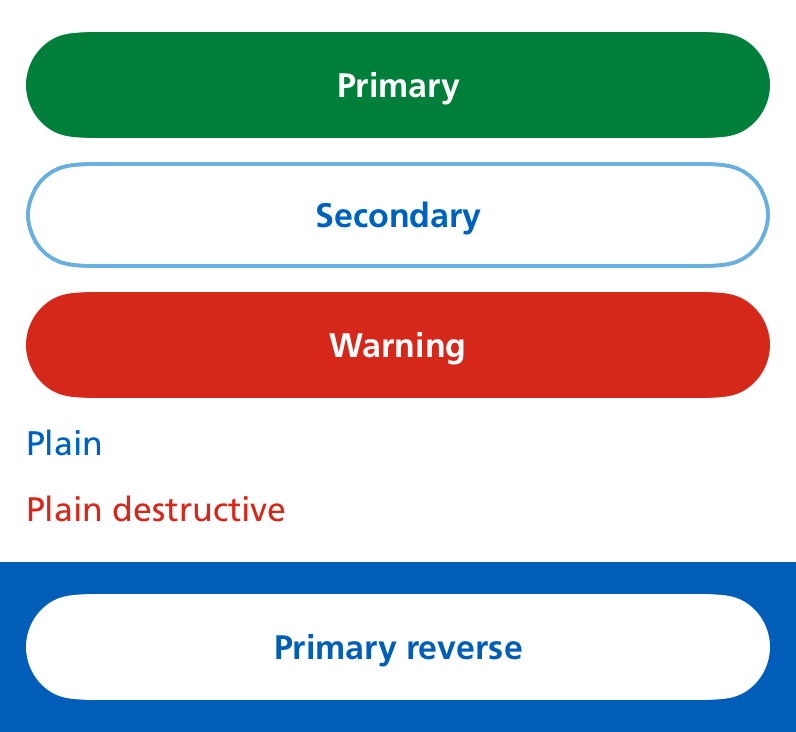 Primary
Secondary
Warning
Plain
Plain destructive
Primary reverse